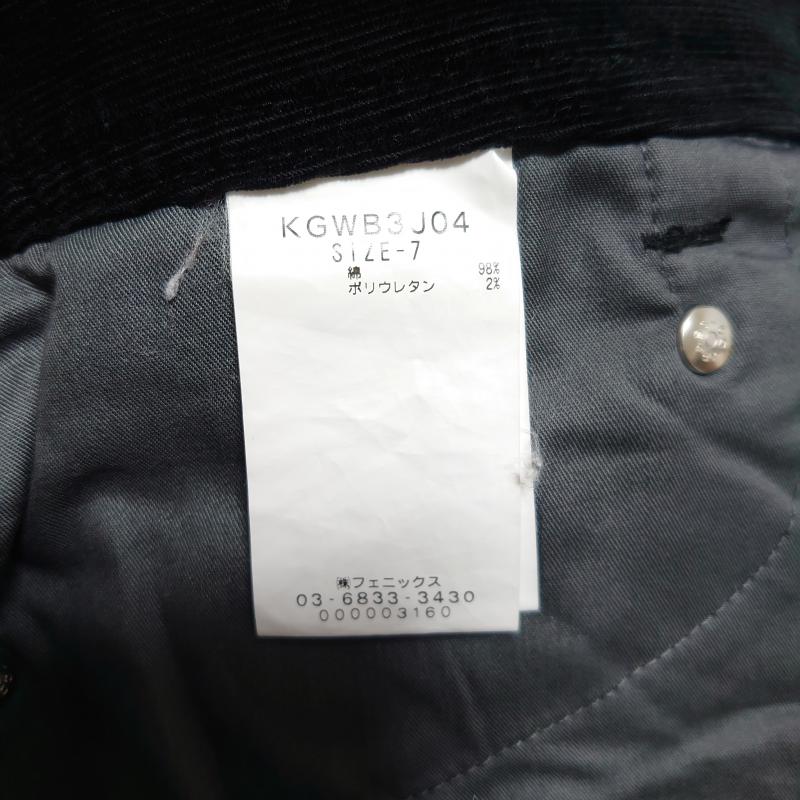 KGWB3J04
SIZE-7
綿 98%
ポリウレタン 2%
㈱フェニックス
03-6833-3430
000003160